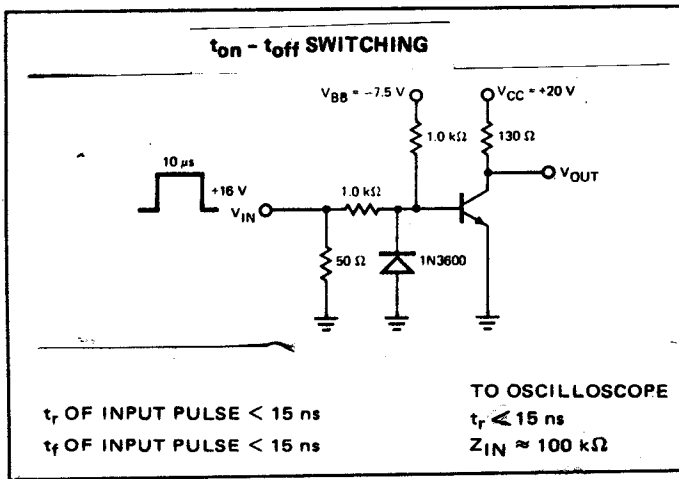 t_on – t_off SWITCHING
V_BB = –7.5 V
V_CC = +20 V
1.0 kΩ
130 Ω
10 µs
+16 V
V_IN
1.0 kΩ
V_OUT
50 Ω
1N3600
t_r OF INPUT PULSE < 15 ns
t_f OF INPUT PULSE < 15 ns
TO OSCILLOSCOPE
t_r < 15 ns
Z_IN ≈ 100 kΩ